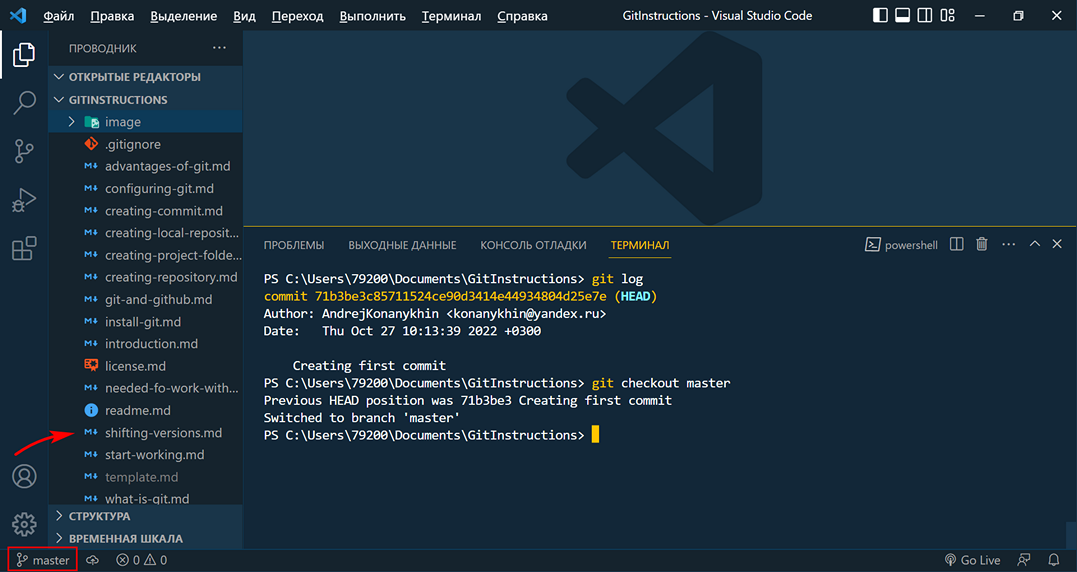 Файл Правка Выделение Вид Переход Выполнить Терминал Справка GitInstructions - Visual Studio Code
ПРОВОДНИК
ОТКРЫТЫЕ РЕДАКТОРЫ
GITINSTRUCTIONS
image
.gitignore
advantages-of-git.md
configuring-git.md
creating-commit.md
creating-local-reposit...
creating-project-folde...
creating-repository.md
git-and-github.md
install-git.md
introduction.md
license.md
needed-fo-work-with...
readme.md
shifting-versions.md
start-working.md
template.md
what-is-git.md
СТРУКТУРА
ВРЕМЕННАЯ ШКАЛА
ПРОБЛЕМЫ ВЫХОДНЫЕ ДАННЫЕ КОНСОЛЬ ОТЛАДКИ ТЕРМИНАЛ powershell
PS C:\Users\79200\Documents\GitInstructions> git log
commit 71b3be3c85711524ce90d3414e44934804d25e7e (HEAD)
Author: AndrejKonanykhin <konanykhin@yandex.ru>
Date: Thu Oct 27 10:13:39 2022 +0300
Creating first commit
PS C:\Users\79200\Documents\GitInstructions> git checkout master
Previous HEAD position was 71b3be3 Creating first commit
Switched to branch 'master'
PS C:\Users\79200\Documents\GitInstructions>
master 0 0 Go Live